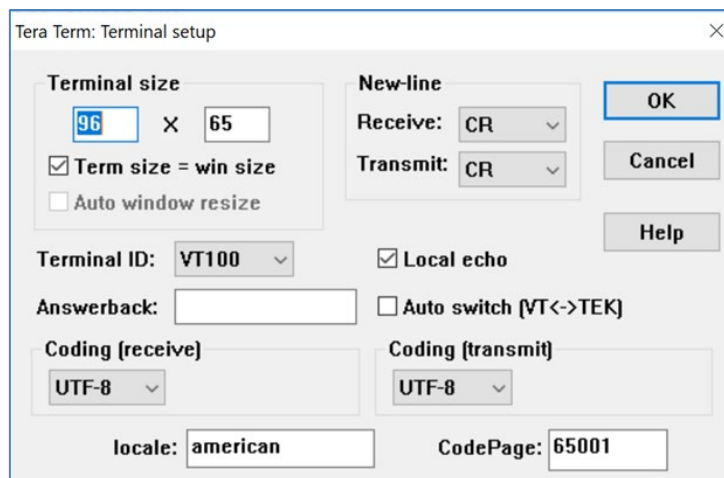 Tera Term: Terminal setup
Terminal size
96 X 65
Term size = win size
Auto window resize
New-line
Receive: CR
Transmit: CR
OK
Cancel
Help
Terminal ID: VT100
Local echo
Answerback:
Auto switch (VT<->TEK)
Coding (receive)
UTF-8
Coding (transmit)
UTF-8
locale: american
CodePage: 65001